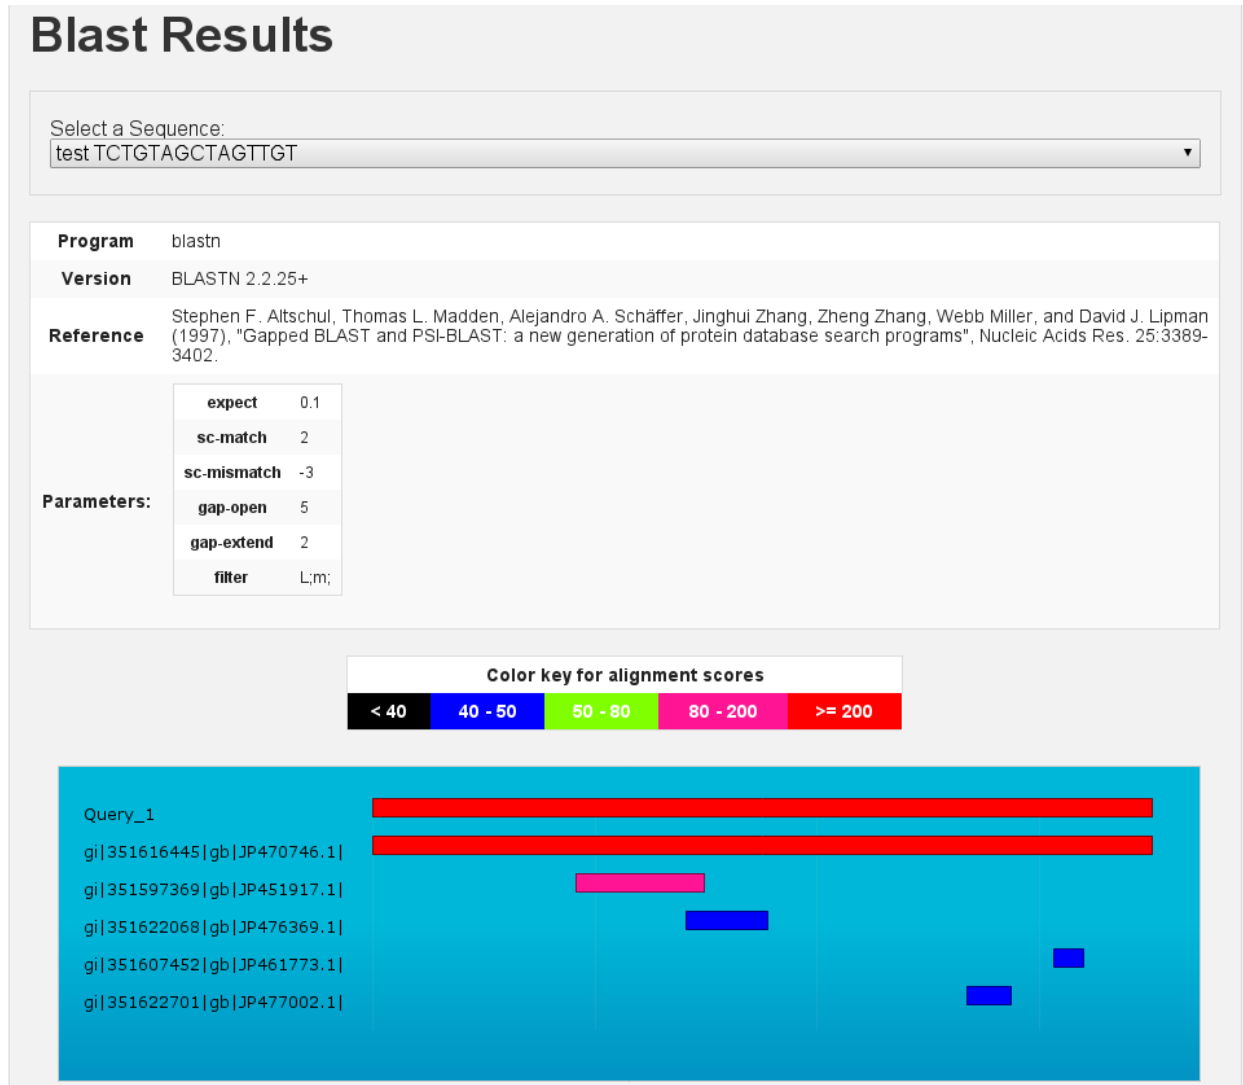 Blast Results
Select a Sequence:
test TCTGTAGCTAGTTGT
Program blastn
Version BLASTN 2.2.25+
Reference Stephen F. Altschul, Thomas L. Madden, Alejandro A. Schäffer, Jinghui Zhang, Zheng Zhang, Webb Miller, and David J. Lipman
(1997), "Gapped BLAST and PSI-BLAST: a new generation of protein database search programs", Nucleic Acids Res. 25:3389-
3402.
Parameters:
expect 0.1
sc-match 2
sc-mismatch -3
gap-open 5
gap-extend 2
filter L;m;
Color key for alignment scores
< 40 40 - 50 50 - 80 80 - 200 >= 200
Query_1
gi|351616445|gb|JP470746.1|
gi|351597369|gb|JP451917.1|
gi|351622068|gb|JP476369.1|
gi|351607452|gb|JP461773.1|
gi|351622701|gb|JP477002.1|